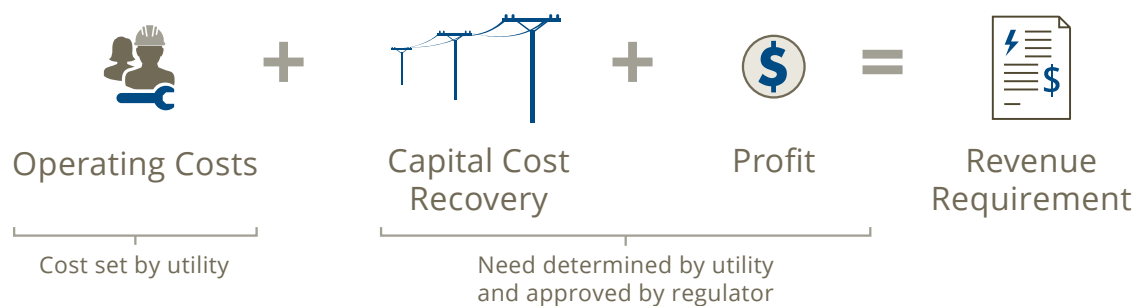 + + $ = $
Operating Costs
Capital Cost
Recovery
Profit
Revenue
Requirement
Cost set by utility
Need determined by utility
and approved by regulator